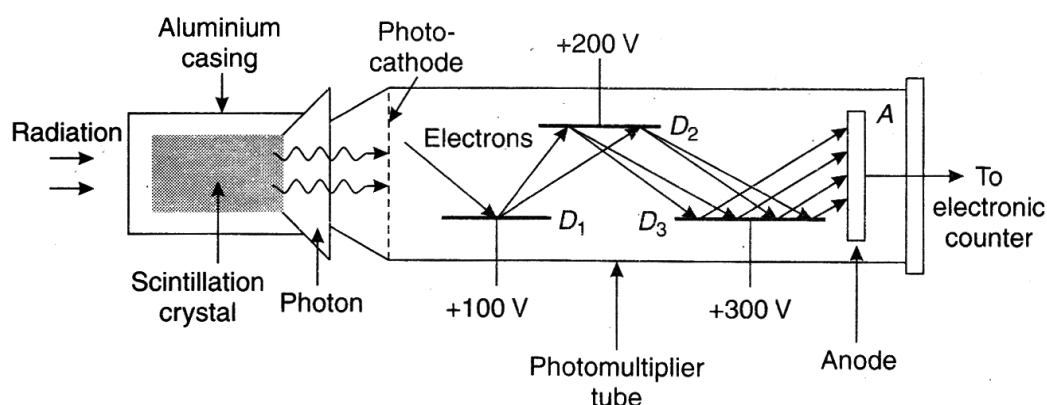 Aluminium
casing
Photo-
cathode
+200 V
Radiation
Electrons
D2
A
D1
D3
To
electronic
counter
Scintillation
crystal
Photon
+100 V
+300 V
Photomultiplier
tube
Anode